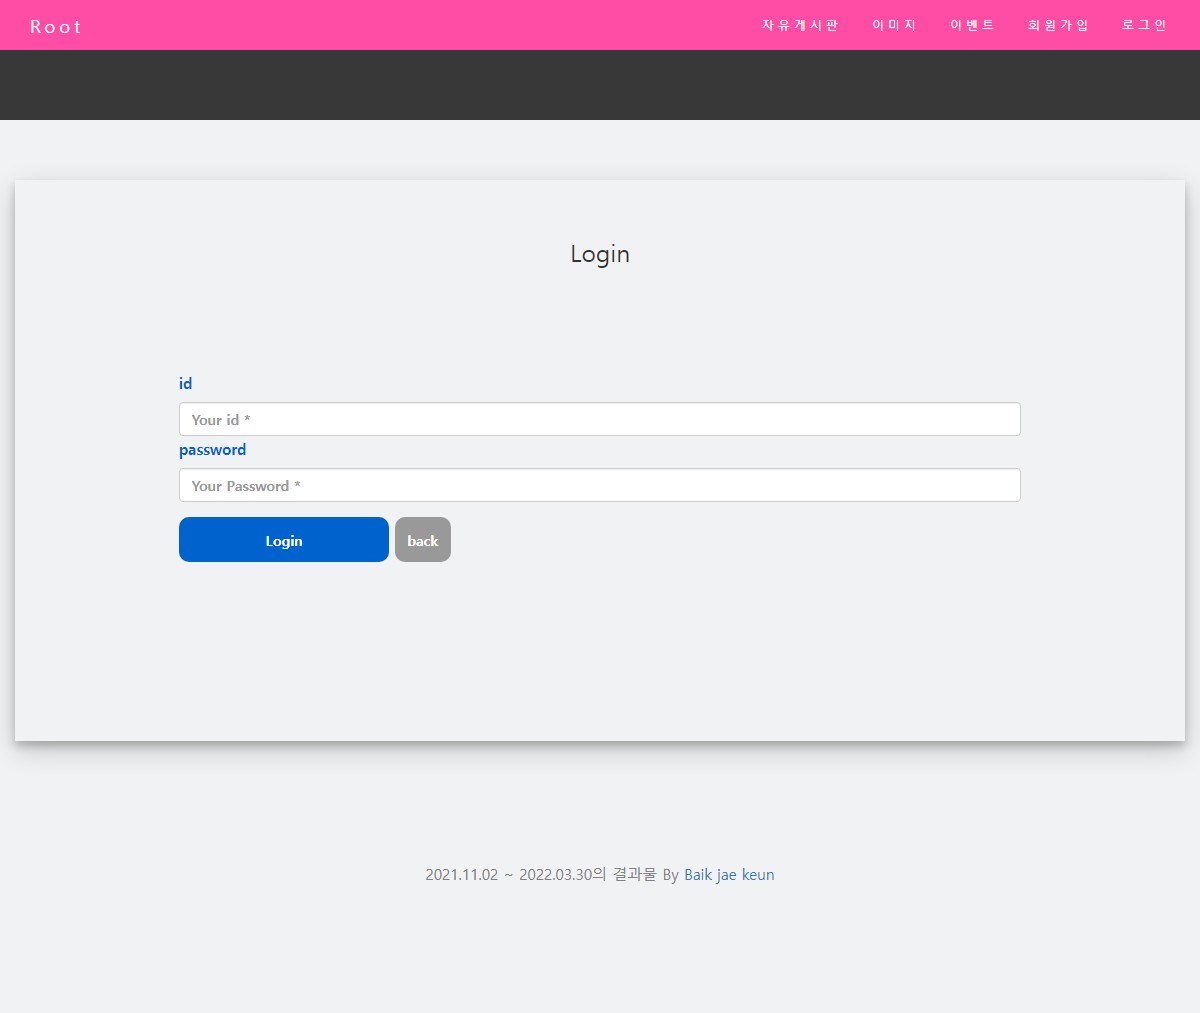 Root
자유게시판 이미지 이벤트 회원가입 로그인
Login
id
Your id *
password
Your Password *
Login back
2021.11.02 ~ 2022.03.30의 결과물 By Baik jae keun